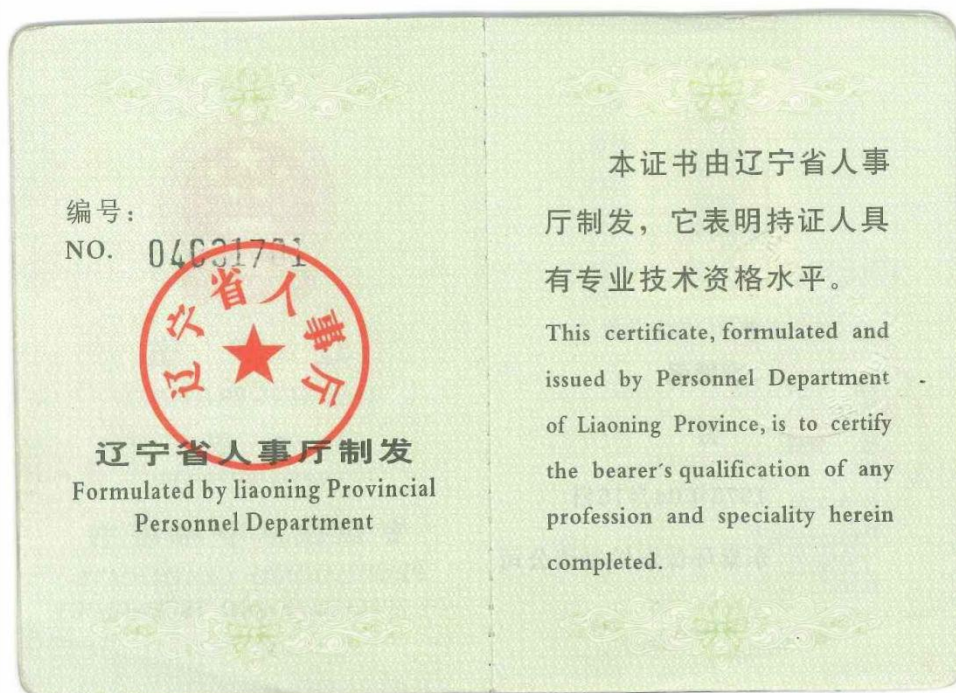 编号：
NO. 04031701
辽宁省人事厅
辽宁省人事厅制发
Formulated by liaoning Provincial
Personnel Department
本证书由辽宁省人事
厅制发，它表明持证人具
有专业技术资格水平。
This certificate, formulated and
issued by Personnel Department
of Liaoning Province, is to certify
the bearer's qualification of any
profession and speciality herein
completed.